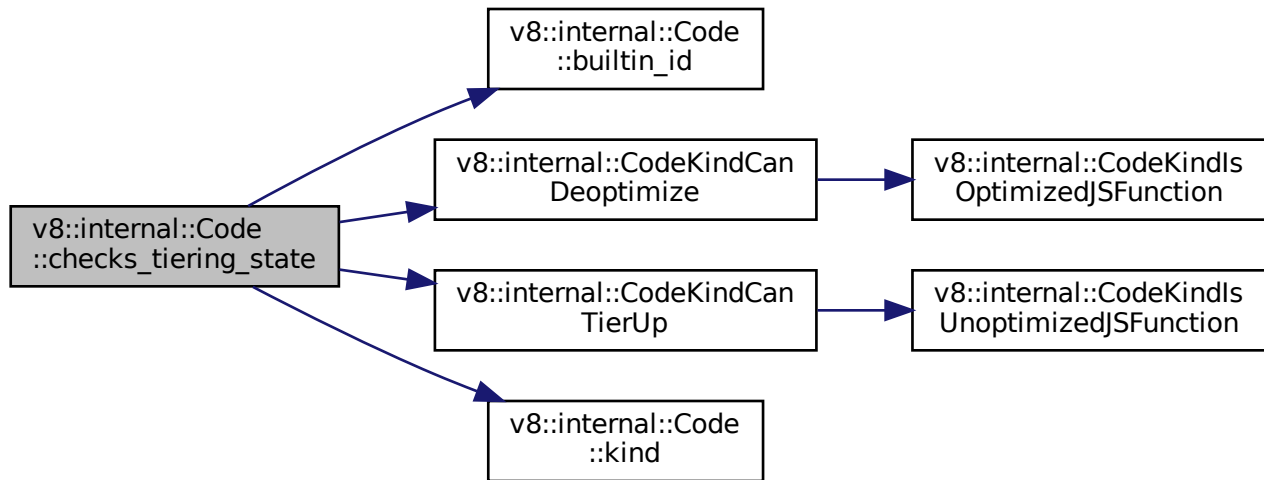 v8::internal::Code
::checks_tiering_state
v8::internal::Code
::builtin_id
v8::internal::CodeKindCan
Deoptimize
v8::internal::CodeKindIs
OptimizedJSFunction
v8::internal::CodeKindCan
TierUp
v8::internal::CodeKindIs
UnoptimizedJSFunction
v8::internal::Code
::kind